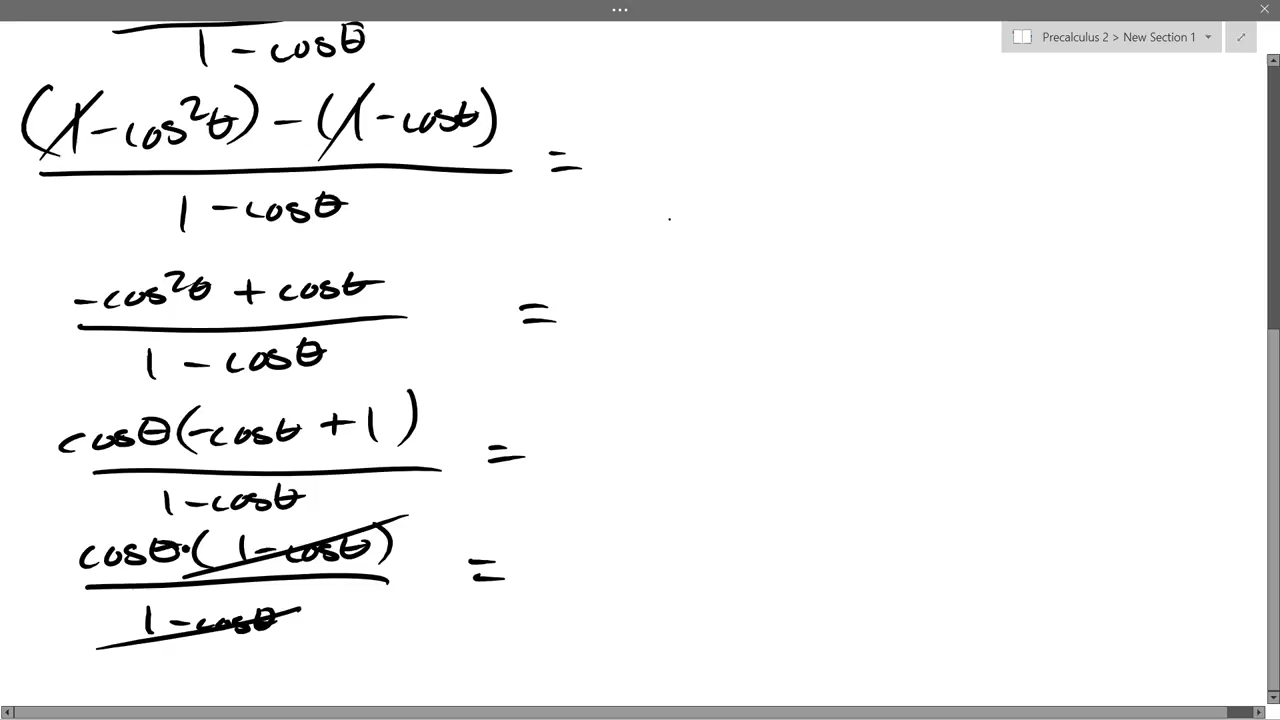 Precalculus 2 > New Section 1
1 - cosθ
(1 - cos²θ) - (1 - cosθ) =
1 - cosθ
-cos²θ + cosθ =
1 - cosθ
cosθ(-cosθ + 1) =
1 - cosθ
cosθ·(1 - cosθ) =
1 - cosθ